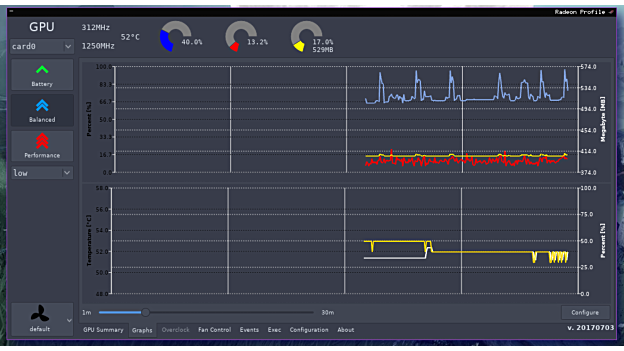 Radeon Profile
GPU
312MHz
1250MHz
52°C
40.0%
13.2%
17.0%
529MB
card0
Battery
Balanced
Performance
low
default
100.0
83.3
66.7
50.0
33.3
16.7
0.0
Percent [%]
574.0
534.0
494.0
454.0
414.0
374.0
Megabyte [MB]
58.0
56.0
54.0
52.0
50.0
48.0
Temperature [°C]
100.0
75.0
50.0
25.0
0.0
Percent [%]
1m
30m
Configure
GPU Summary Graphs Overclock Fan Control Events Exec Configuration About
v. 20170703